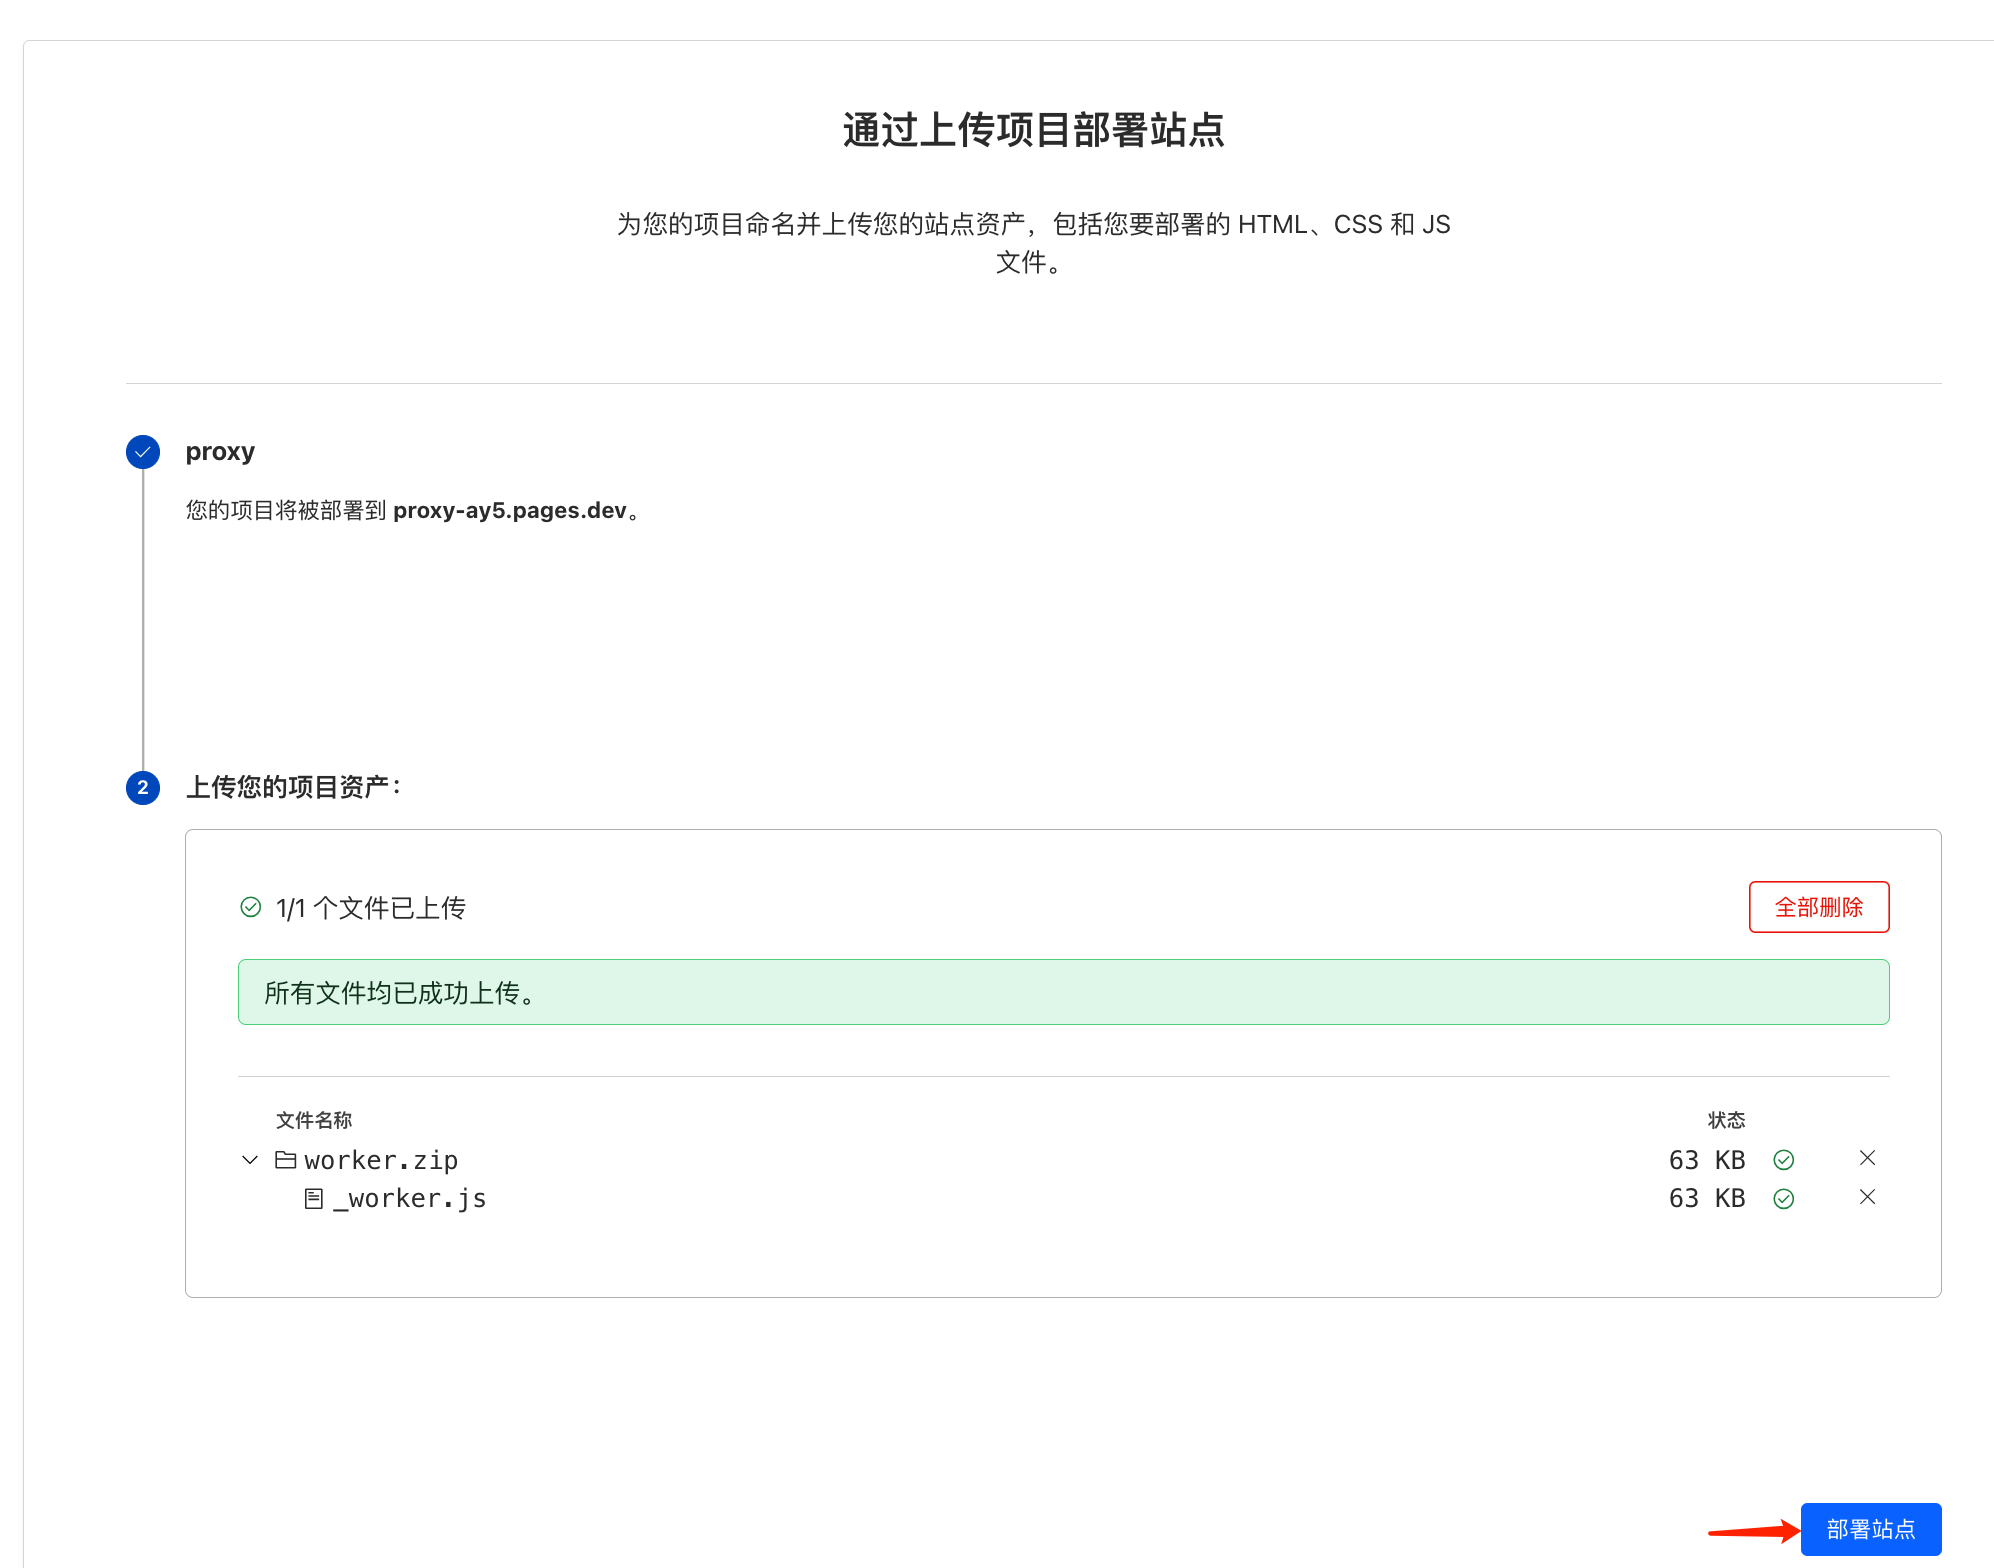 通过上传项目部署站点
为您的项目命名并上传您的站点资产，包括您要部署的 HTML、CSS 和 JS
文件。
proxy
您的项目将被部署到 proxy-ay5.pages.dev。
2 上传您的项目资产：
1/1 个文件已上传 全部删除
所有文件均已成功上传。
文件名称 状态
worker.zip 63 KB
_worker.js 63 KB
部署站点